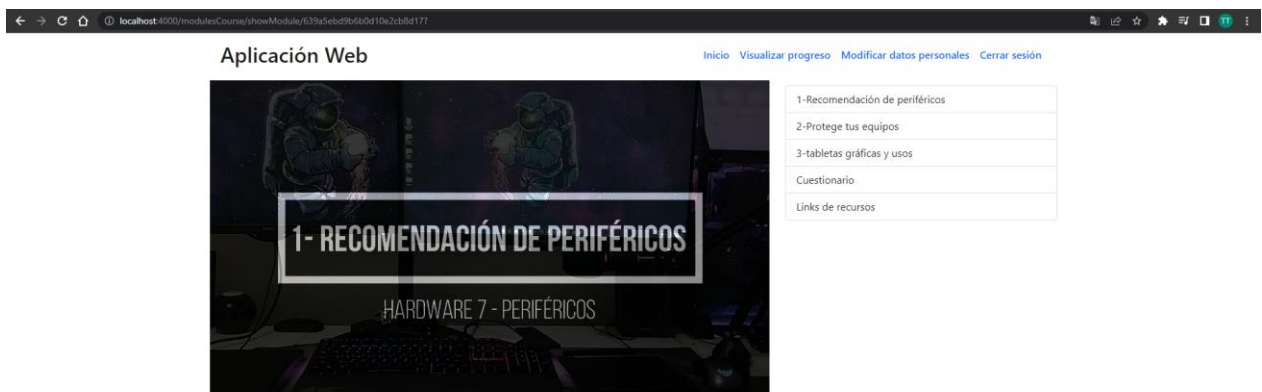 localhost:4000/modulesCourse/showModule/639a5ebd9b6b0d10e2cb8d17?
TT
Aplicación Web
Inicio Visualizar progreso Modificar datos personales Cerrar sesión
1- RECOMENDACIÓN DE PERIFÉRICOS
HARDWARE 7 - PERIFÉRICOS
1-Recomendación de periféricos
2-Protege tus equipos
3-tabletas gráficas y usos
Cuestionario
Links de recursos